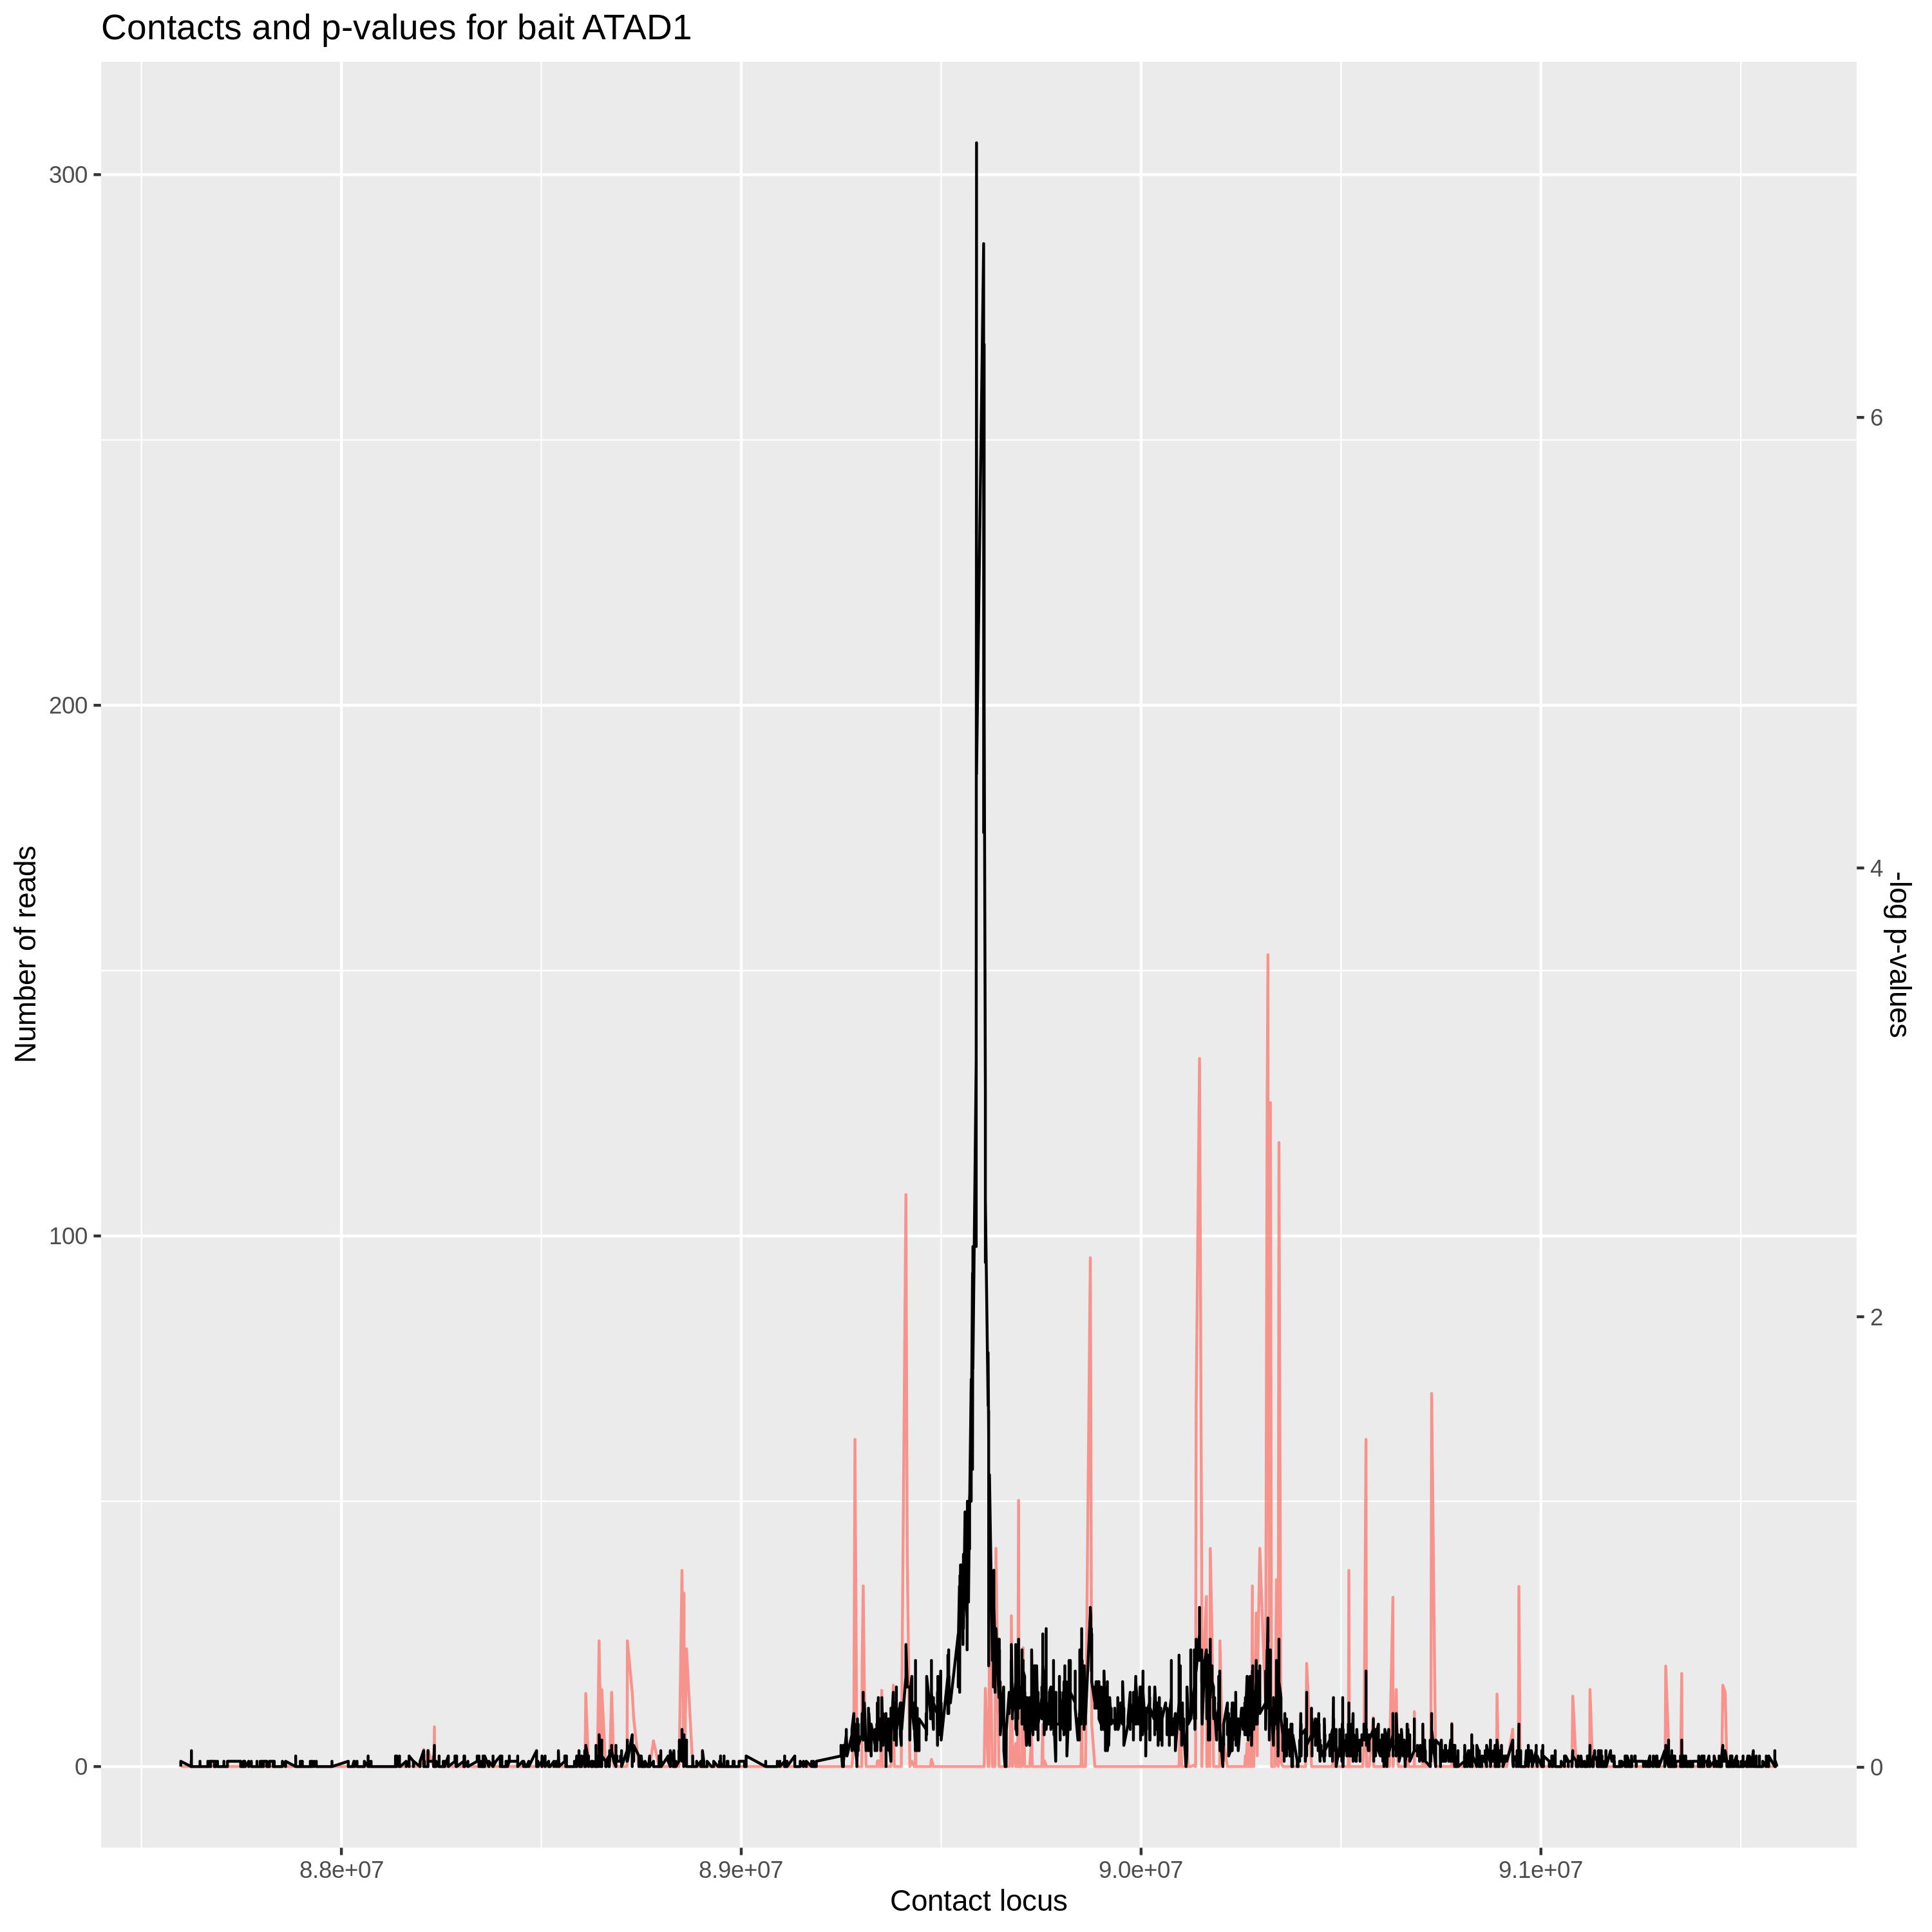 Contacts and p-values for bait ATAD1
300
200
100
0
Number of reads
6
4
2
0
-log p-values
8.8e+07
8.9e+07
9.0e+07
9.1e+07
Contact locus